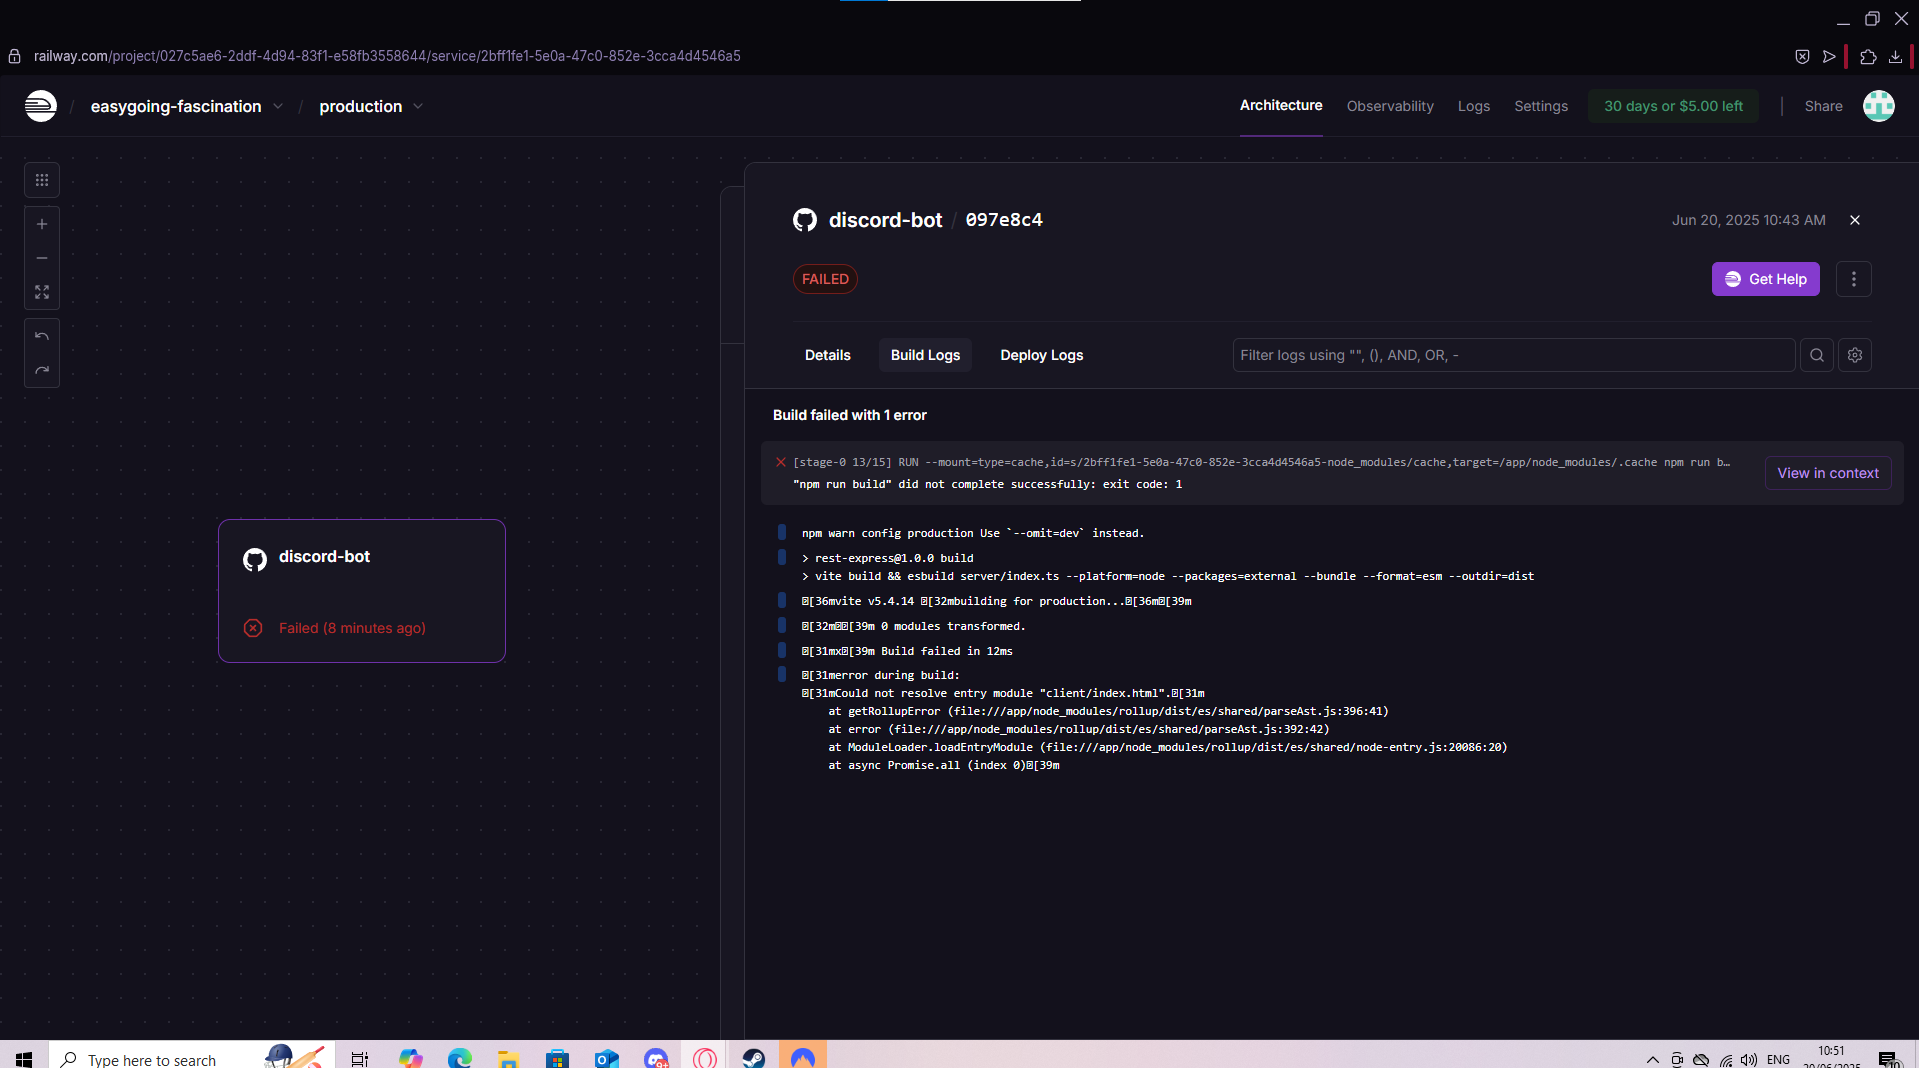 railway.com/project/027c5ae6-2ddf-4d94-83f1-e58fb3558644/service/2bff1fe1-5e0a-47c0-852e-3cca4d4546a5
/ easygoing-fascination / production
Architecture Observability Logs Settings 30 days or $5.00 left Share
discord-bot / 097e8c4 Jun 20, 2025 10:43 AM
FAILED Get Help
Details Build Logs Deploy Logs Filter logs using "", (), AND, OR, -
Build failed with 1 error
[stage-0 13/15] RUN --mount=type=cache,id=s/2bff1fe1-5e0a-47c0-852e-3cca4d4546a5-node_modules/cache,target=/app/node_modules/.cache npm run b…
"npm run build" did not complete successfully: exit code: 1
View in context
npm warn config production Use `--omit=dev` instead.
> rest-express@1.0.0 build
> vite build && esbuild server/index.ts --platform=node --packages=external --bundle --format=esm --outdir=dist
[36mvite v5.4.14 [32mbuilding for production...[36m[39m
[32m[39m 0 modules transformed.
[31mx[39m Build failed in 12ms
[31merror during build:
[31mCould not resolve entry module "client/index.html".[31m
at getRollupError (file:///app/node_modules/rollup/dist/es/shared/parseAst.js:396:41)
at error (file:///app/node_modules/rollup/dist/es/shared/parseAst.js:392:42)
at ModuleLoader.loadEntryModule (file:///app/node_modules/rollup/dist/es/shared/node-entry.js:20086:20)
at async Promise.all (index 0)[39m
discord-bot
Failed (8 minutes ago)
Type here to search
ENG
10:51